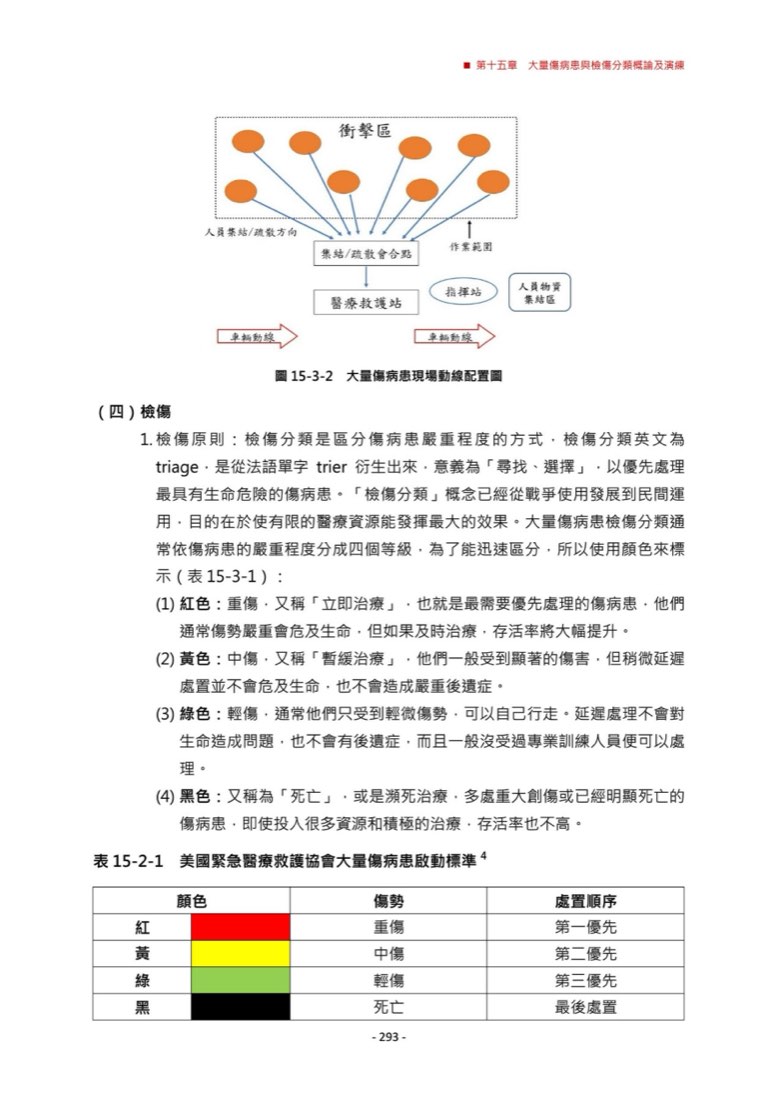 ■ 第十五章　大量傷病患與檢傷分類概論及演練
衝擊區
人員集結/疏散方向
作業範圍
集結/疏散會合點
指揮站
人員物資
集結區
醫療救護站
車輛動線
車輛動線
圖 15-3-2　大量傷病患現場動線配置圖
（四）檢傷
1. 檢傷原則：檢傷分類是區分傷病患嚴重程度的方式，檢傷分類英文為
triage，是從法語單字 trier 衍生出來，意義為「尋找、選擇」，以優先處理
最具有生命危險的傷病患。「檢傷分類」概念已經從戰爭使用發展到民間運
用，目的在於使有限的醫療資源能發揮最大的效果。大量傷病患檢傷分類通
常依傷病患的嚴重程度分成四個等級，為了能迅速區分，所以使用顏色來標
示（表 15-3-1）：
(1) 紅色：重傷，又稱「立即治療」，也就是最需要優先處理的傷病患，他們
通常傷勢嚴重會危及生命，但如果及時治療，存活率將大幅提升。
(2) 黃色：中傷，又稱「暫緩治療」，他們一般受到顯著的傷害，但稍微延遲
處置並不會危及生命，也不會造成嚴重後遺症。
(3) 綠色：輕傷，通常他們只受到輕微傷勢，可以自己行走。延遲處理不會對
生命造成問題，也不會有後遺症，而且一般沒受過專業訓練人員便可以處
理。
(4) 黑色：又稱為「死亡」，或是瀕死治療，多處重大創傷或已經明顯死亡的
傷病患，即使投入很多資源和積極的治療，存活率也不高。
表 15-2-1　美國緊急醫療救護協會大量傷病患啟動標準 4
顏色　傷勢　處置順序
紅　重傷　第一優先
黃　中傷　第二優先
綠　輕傷　第三優先
黑　死亡　最後處置
- 293 -